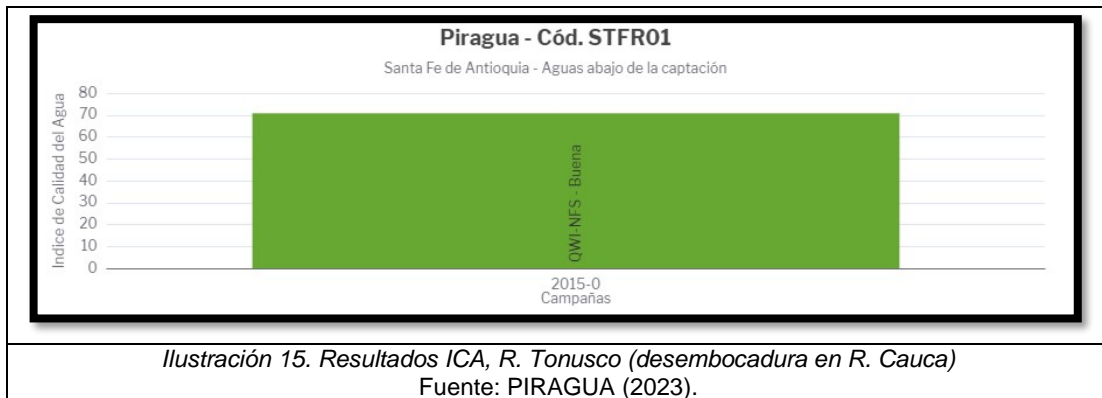 Piragua - Cód. STFR01
Santa Fe de Antioquia - Aguas abajo de la captación
Indice de Calidad del Agua
80
70
60
50
40
30
20
10
0
QWI-NFS - Buena
2015-0
Campañas
Ilustración 15. Resultados ICA, R. Tonusco (desembocadura en R. Cauca)
Fuente: PIRAGUA (2023).